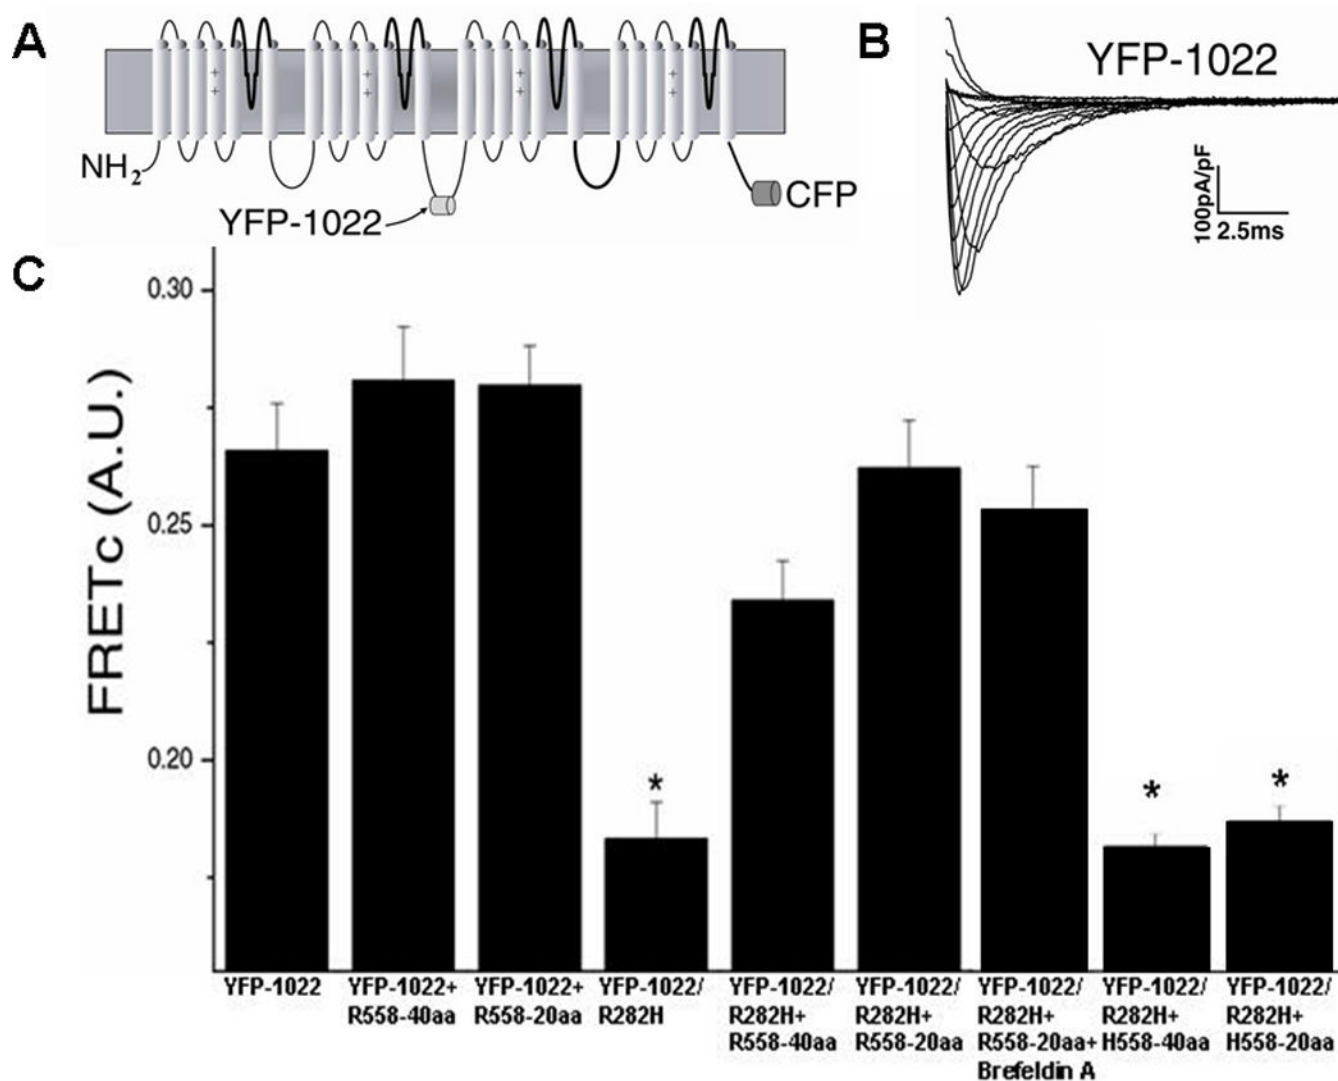 A
B
NH2
YFP-1022
CFP
YFP-1022
100pA/pF
2.5ms
C
FRETc (A.U.)
0.30
0.25
0.20
*
*
*
YFP-1022
YFP-1022+
R558-40aa
YFP-1022+
R558-20aa
YFP-1022/
R282H
YFP-1022/
R282H+
R558-40aa
YFP-1022/
R282H+
R558-20aa
YFP-1022/
R282H+
R558-20aa+
Brefeldin A
YFP-1022/
R282H+
H558-40aa
YFP-1022/
R282H+
H558-20aa